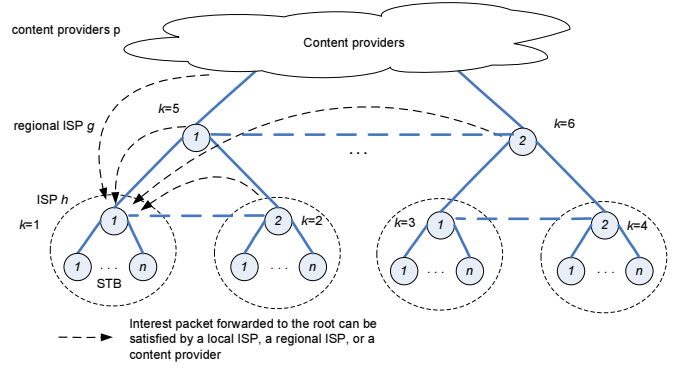 content providers p
Content providers
k=5
k=6
regional ISP g
1
2
...
ISP h
k=1
1
2
k=2
k=3
1
2
k=4
1 ... n
1 ... n
1 ... n
1 ... n
STB
Interest packet forwarded to the root can be
satisfied by a local ISP, a regional ISP, or a
content provider